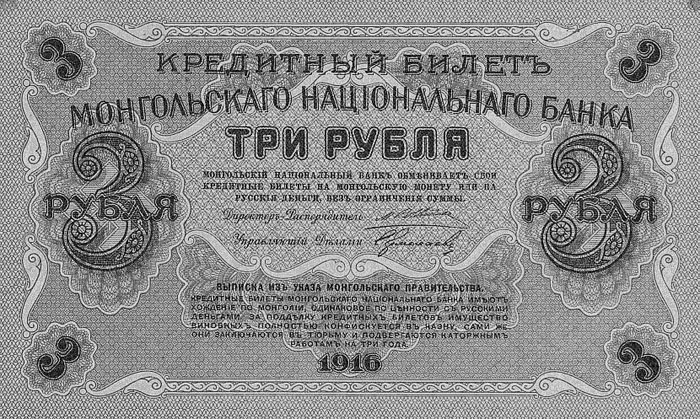 3 3
КРЕДИТНЫЙ БИЛЕТЪ
МОНГОЛЬСКАГО НАЦІОНАЛЬНАГО БАНКА
ТРИ РУБЛЯ
3 РУБЛЯ
3 РУБЛЯ
МОНГОЛЬСКІЙ НАЦІОНАЛЬНЫЙ БАНКЪ ОБМѢНИВАЕТЪ СВОИ
КРЕДИТНЫЕ БИЛЕТЫ НА МОНГОЛЬСКУЮ МОНЕТУ ИЛИ НА
РУССКІЯ ДЕНЬГИ, БЕЗЪ ОГРАНИЧЕНІЯ СУММЫ.
Директоръ-Распорядитель
Управляющій Дѣлами
ВЫПИСКА ИЗЪ УКАЗА МОНГОЛЬСКАГО ПРАВИТЕЛЬСТВА.
КРЕДИТНЫЕ БИЛЕТЫ МОНГОЛЬСКАГО НАЦІОНАЛЬНАГО БАНКА ИМѢЮТЪ
ХОЖДЕНІЕ ПО МОНГОЛІИ, ОДИНАКОВОЕ ПО ЦѢННОСТИ СЪ РУССКИМИ
ДЕНЬГАМИ. ЗА ПОДДѢЛКУ КРЕДИТНЫХЪ БИЛЕТОВЪ ИМУЩЕСТВО
ВИНОВНЫХЪ ПОЛНОСТЬЮ КОНФИСКУЕТСЯ ВЪ КАЗНУ, САМИ ЖЕ
ОНИ ЗАКЛЮЧАЮТСЯ ВЪ ТЮРЬМУ И ПОДВЕРГАЮТСЯ КАТОРЖНЫМЪ
РАБОТАМЪ НА ТРИ ГОДА.
3 3
1916